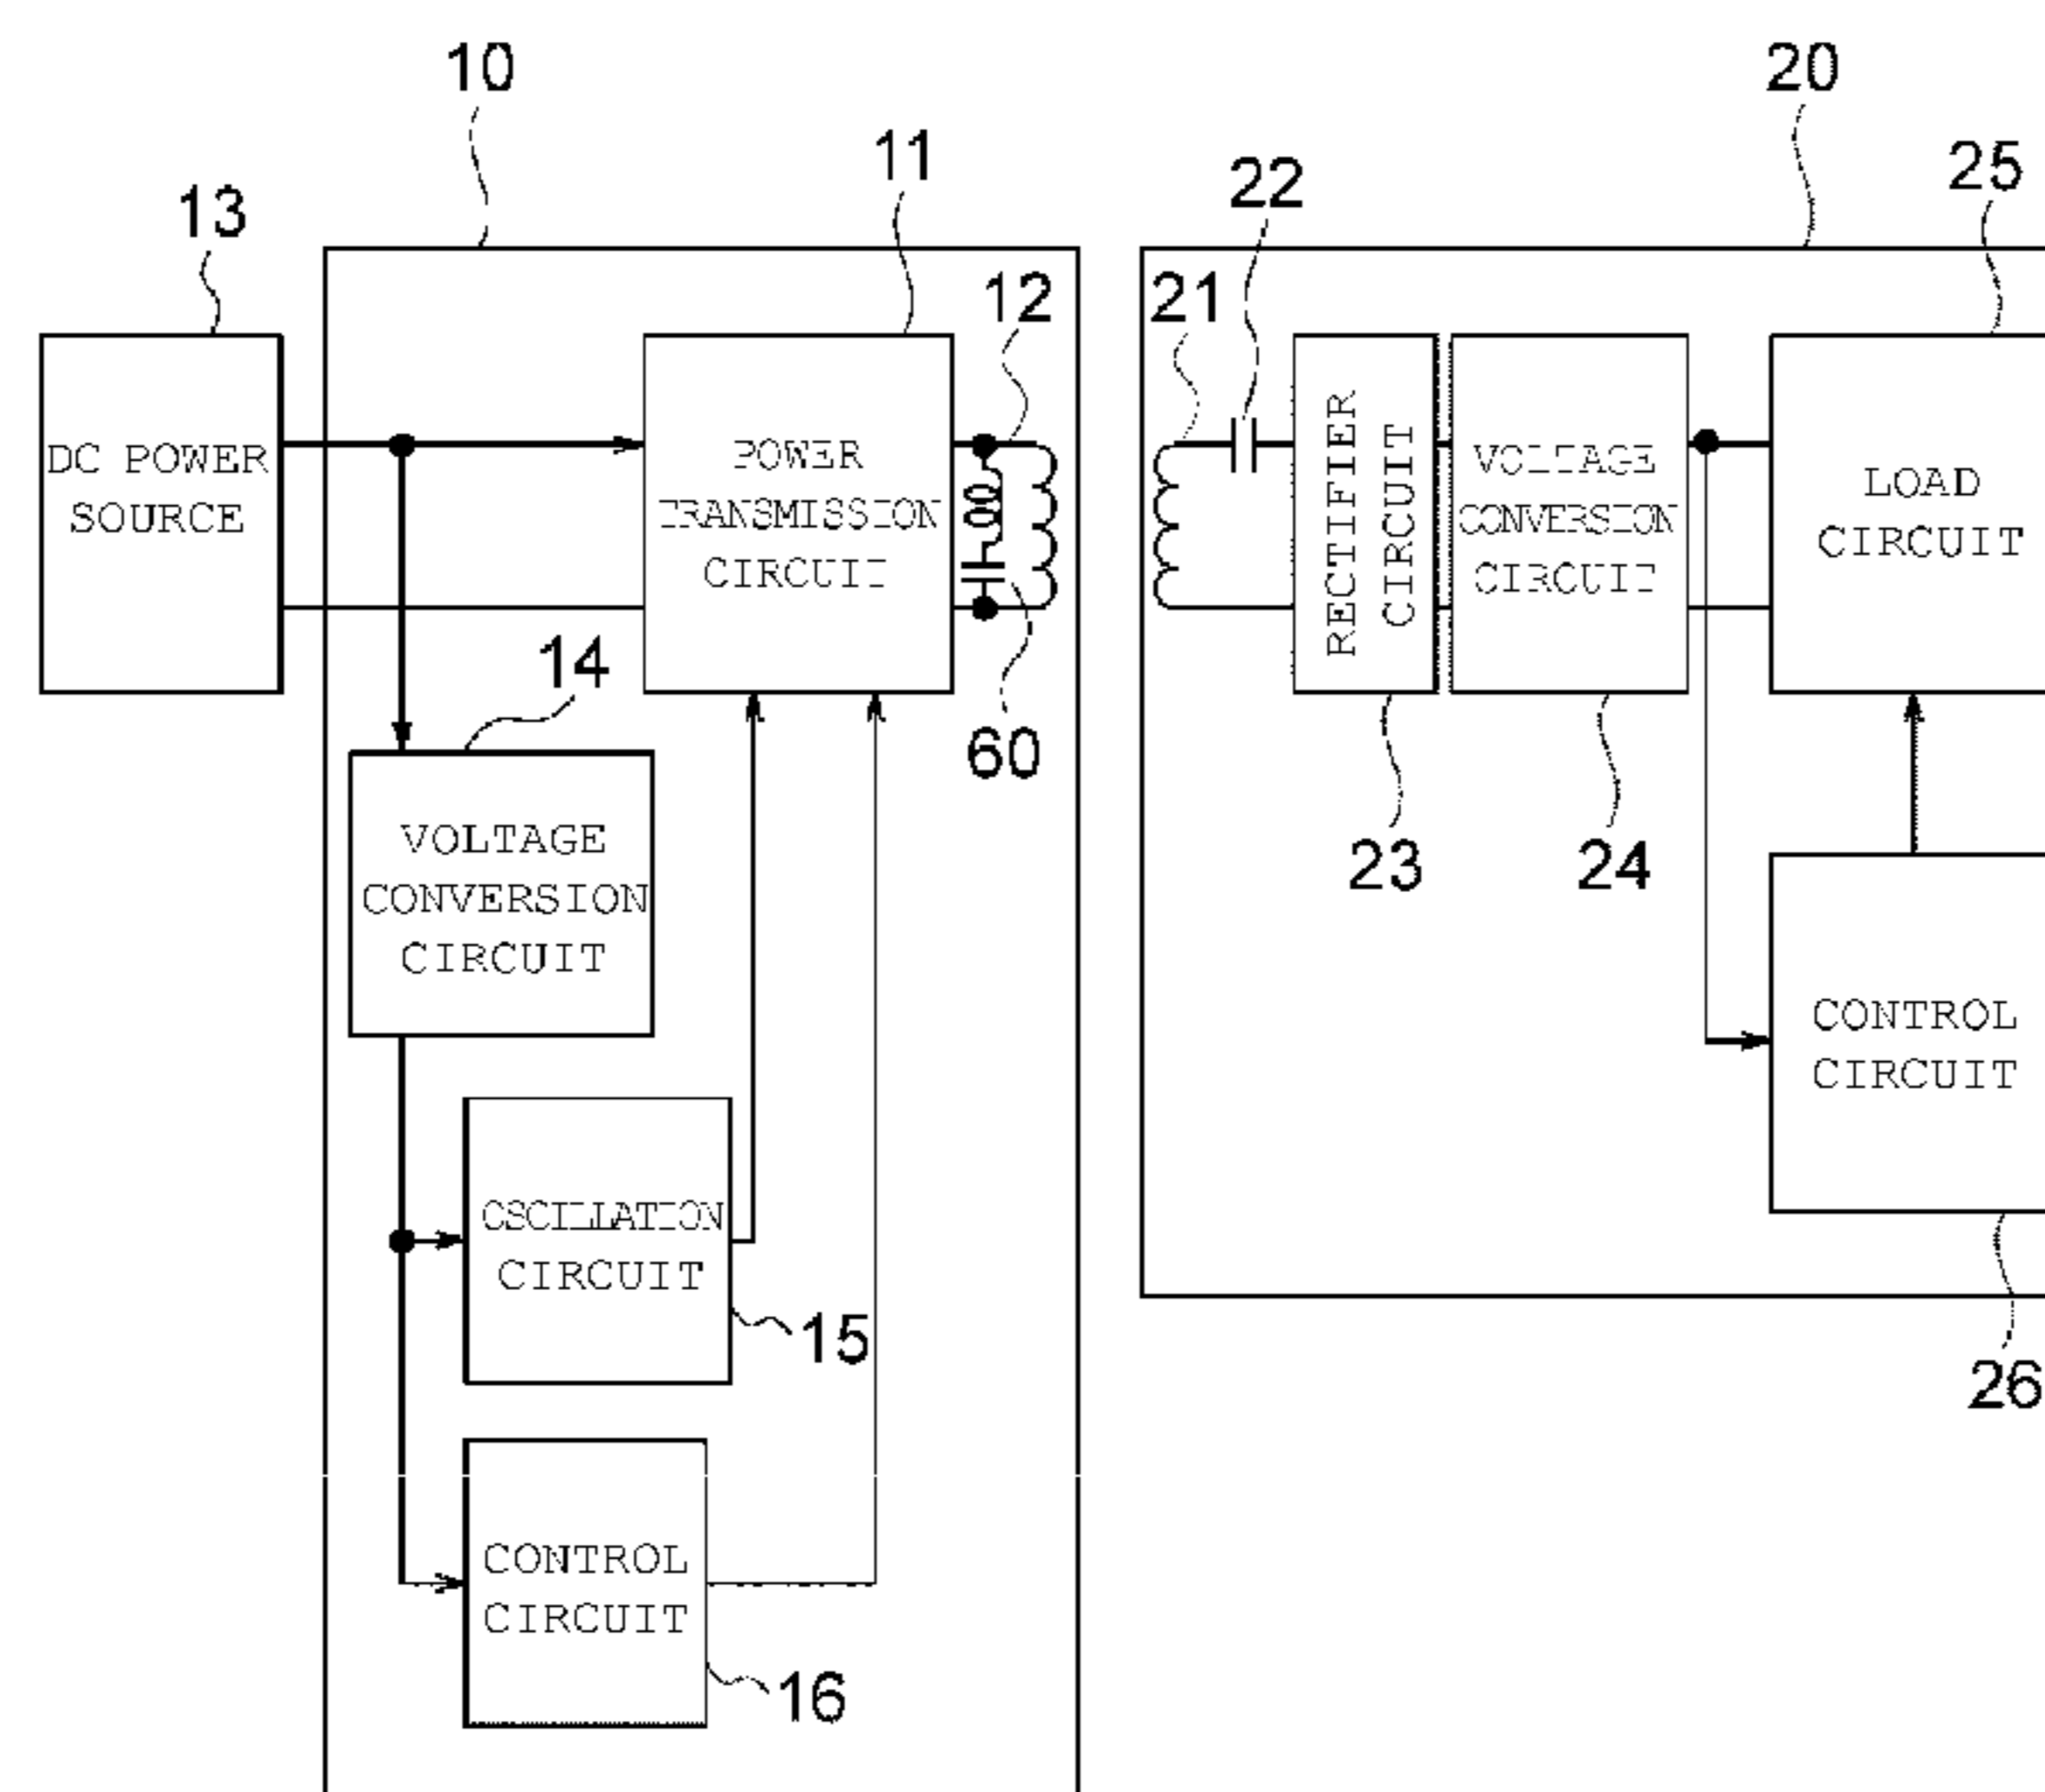 10
20
11
25
22
13
12
21
DC POWER
SOURCE
POWER
TRANSMISSION
CIRCUIT
RECTIFIER
CIRCUIT
VOLTAGE
CONVERSION
CIRCUIT
LOAD
CIRCUIT
14
60
23
24
VOLTAGE
CONVERSION
CIRCUIT
CONTROL
CIRCUIT
OSCILLATION
CIRCUIT
15
26
CONTROL
CIRCUIT
16